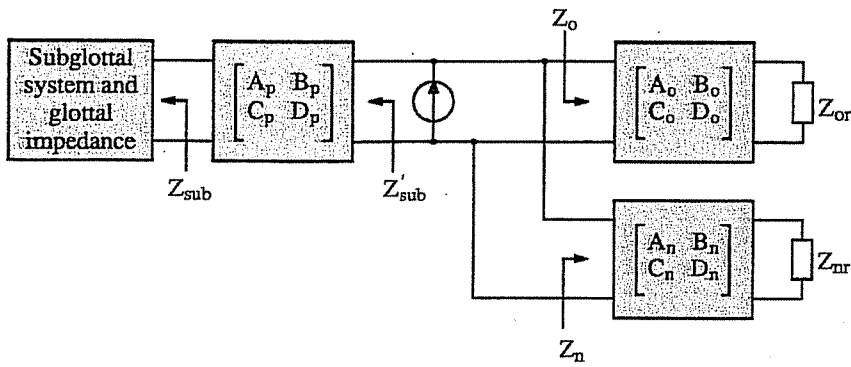 Subglottal
system and
glottal
impedance
Z_sub
A_p B_p
C_p D_p
Z'_sub
Z_o
A_o B_o
C_o D_o
Z_or
A_n B_n
C_n D_n
Z_nr
Z_n